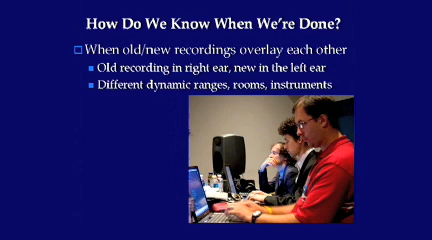 How Do We Know When We're Done?
When old/new recordings overlay each other
Old recording in right ear, new in the left ear
Different dynamic ranges, rooms, instruments